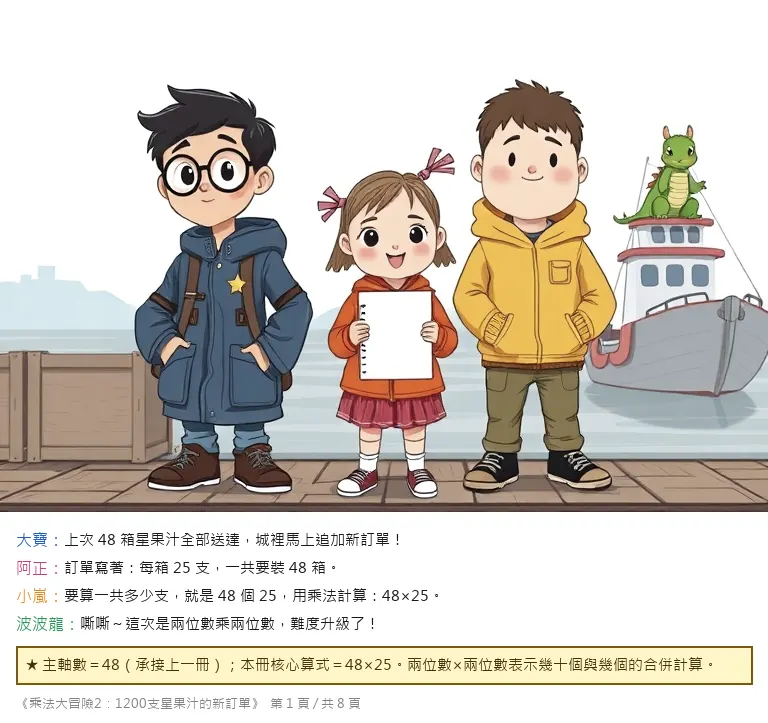 大寶：上次 48 箱星果汁全部送達，城裡馬上追加新訂單！
阿正：訂單寫著：每箱 25 支，一共要裝 48 箱。
小嵐：要算一共多少支，就是 48 個 25，用乘法計算：48×25。
波波龍：嘶嘶～這次是兩位數乘兩位數，難度升級了！
★ 主軸數＝48（承接上一冊）；本冊核心算式＝48×25。兩位數×兩位數表示幾十個與幾個的合併計算。
《乘法大冒險2：1200支星果汁的新訂單》 第 1 頁 / 共 8 頁